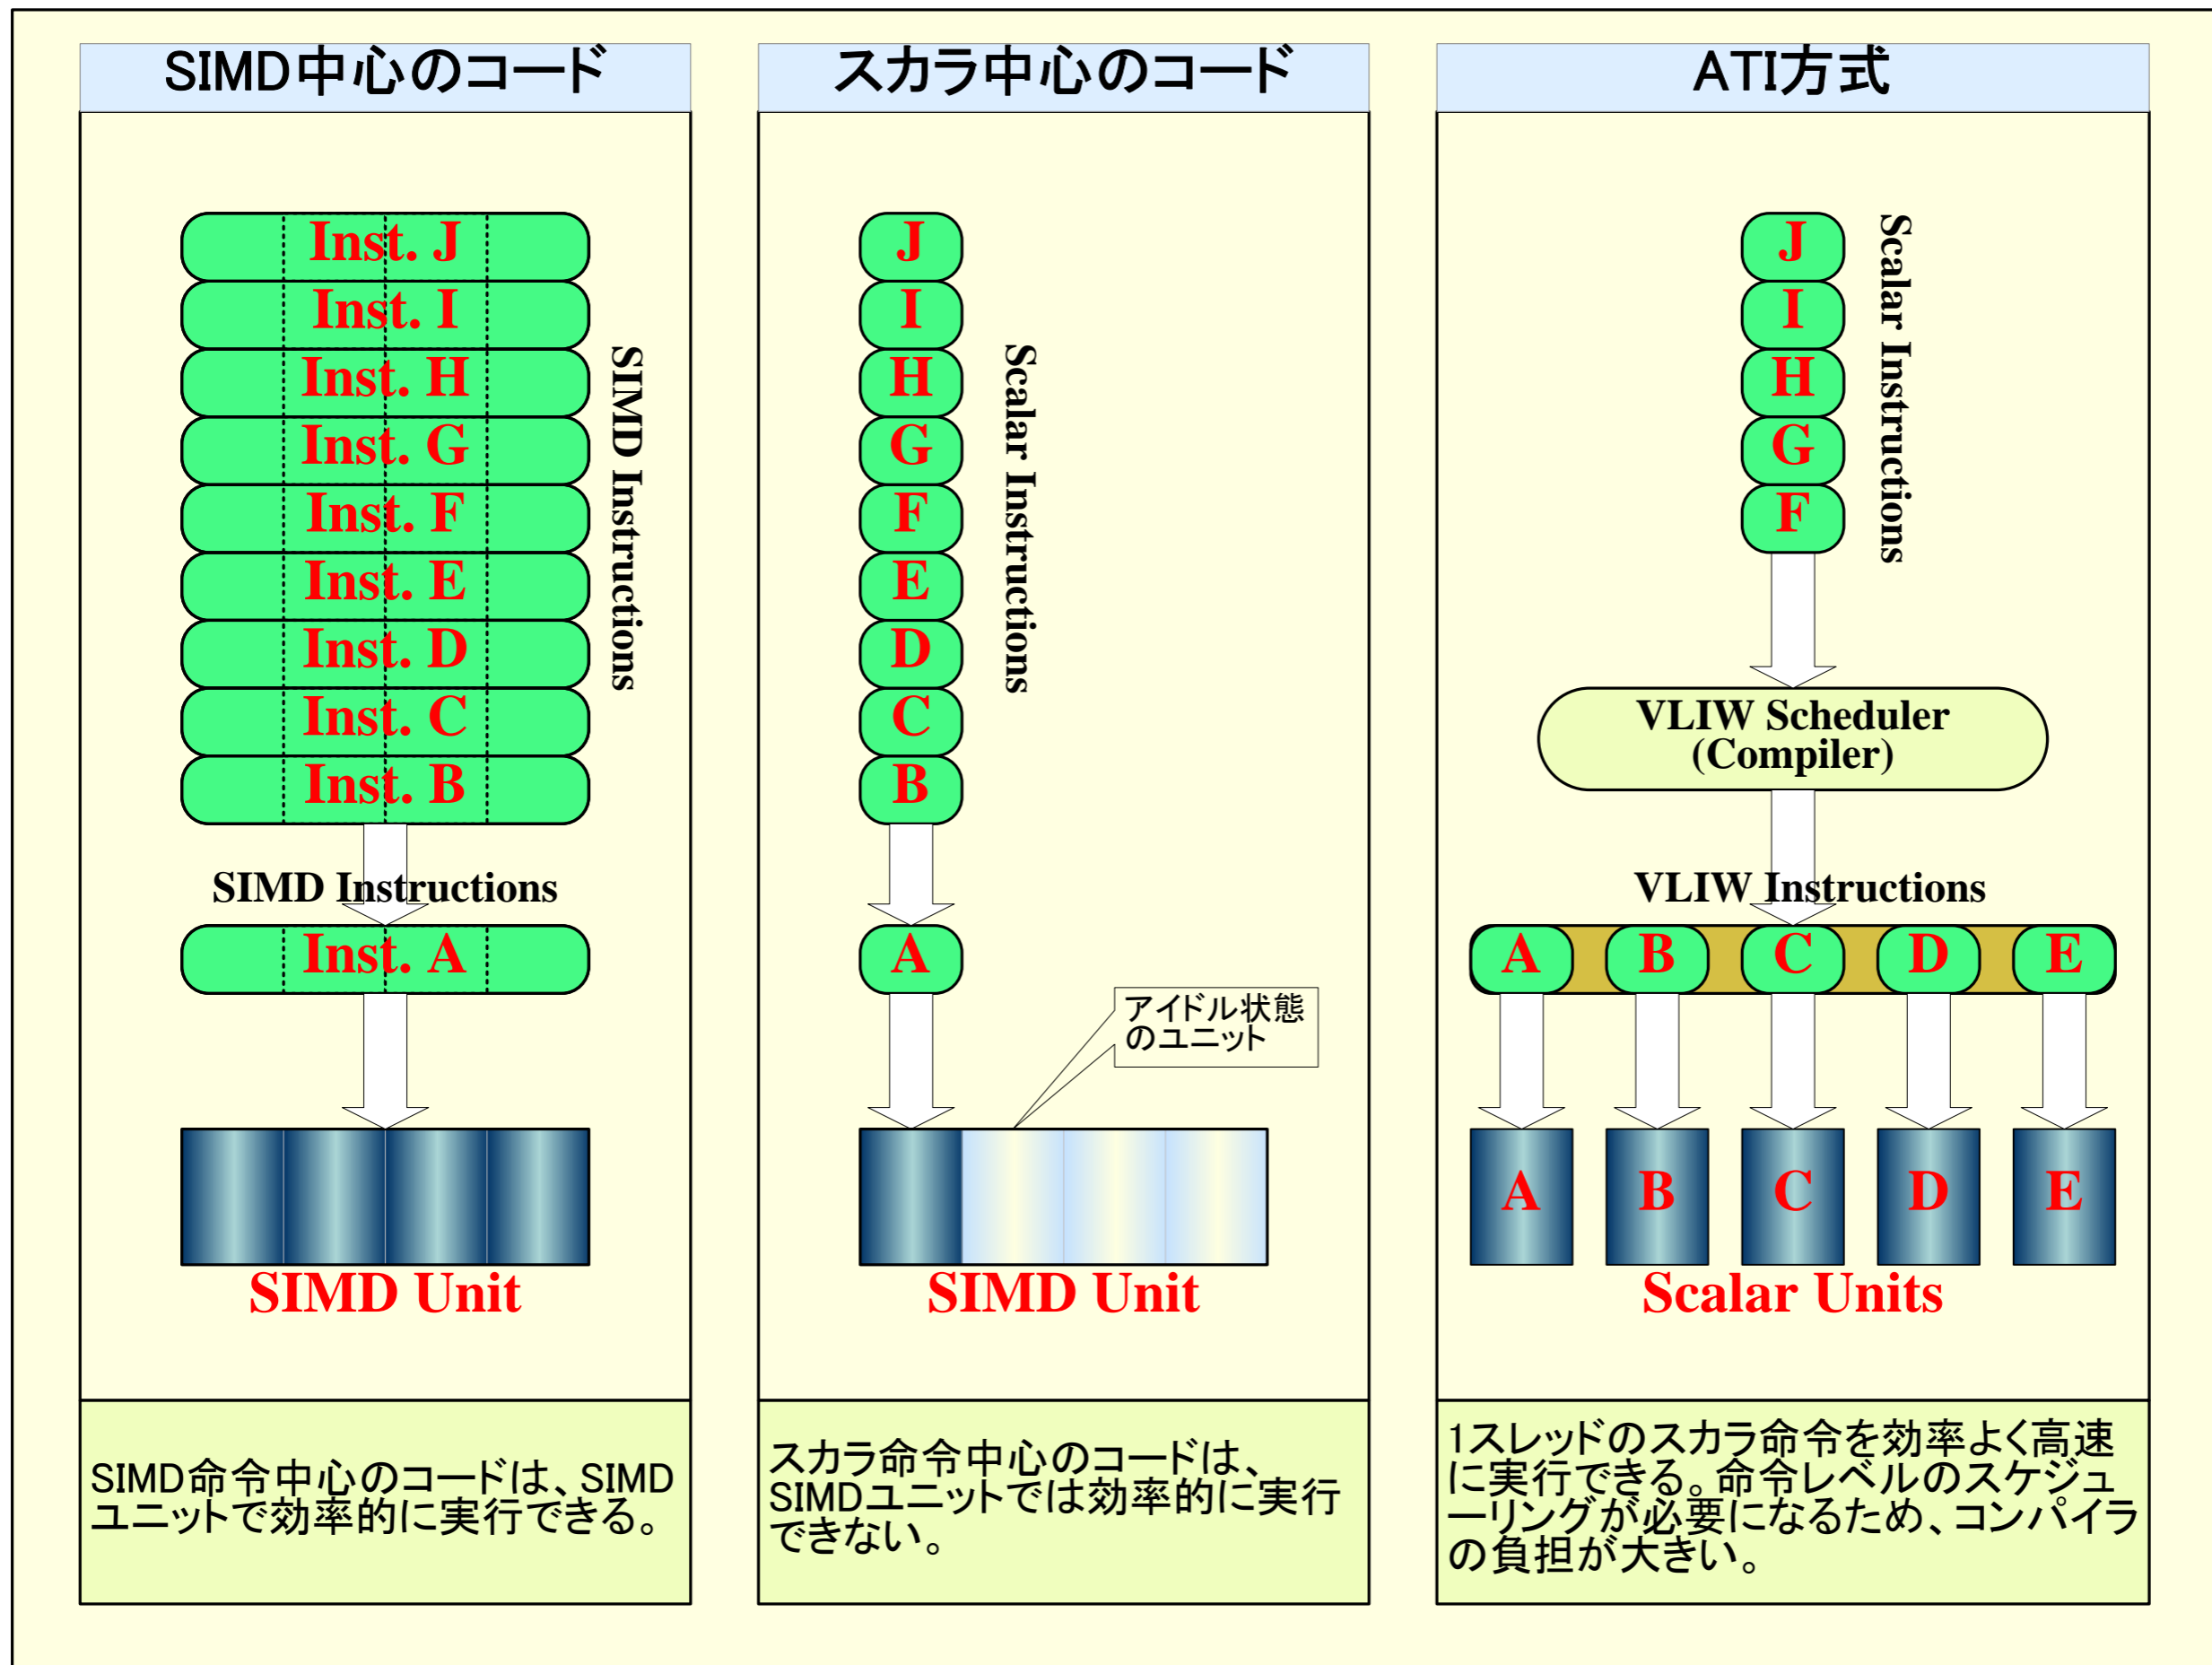 SIMD中心のコード
Inst. J
Inst. I
Inst. H
Inst. G
Inst. F
Inst. E
Inst. D
Inst. C
Inst. B
SIMD Instructions
SIMD Instructions
Inst. A
SIMD Unit
SIMD命令中心のコードは、SIMD
ユニットで効率的に実行できる。
スカラ中心のコード
J
I
H
G
F
E
D
C
B
Scalar Instructions
A
アイドル状態
のユニット
SIMD Unit
スカラ命令中心のコードは、
SIMDユニットでは効率的に実行
できない。
ATI方式
J
I
H
G
F
Scalar Instructions
VLIW Scheduler
(Compiler)
VLIW Instructions
A B C D E
A B C D E
Scalar Units
1スレッドのスカラ命令を効率よく高速
に実行できる。命令レベルのスケジュ
ーリングが必要になるため、コンパイラ
の負担が大きい。